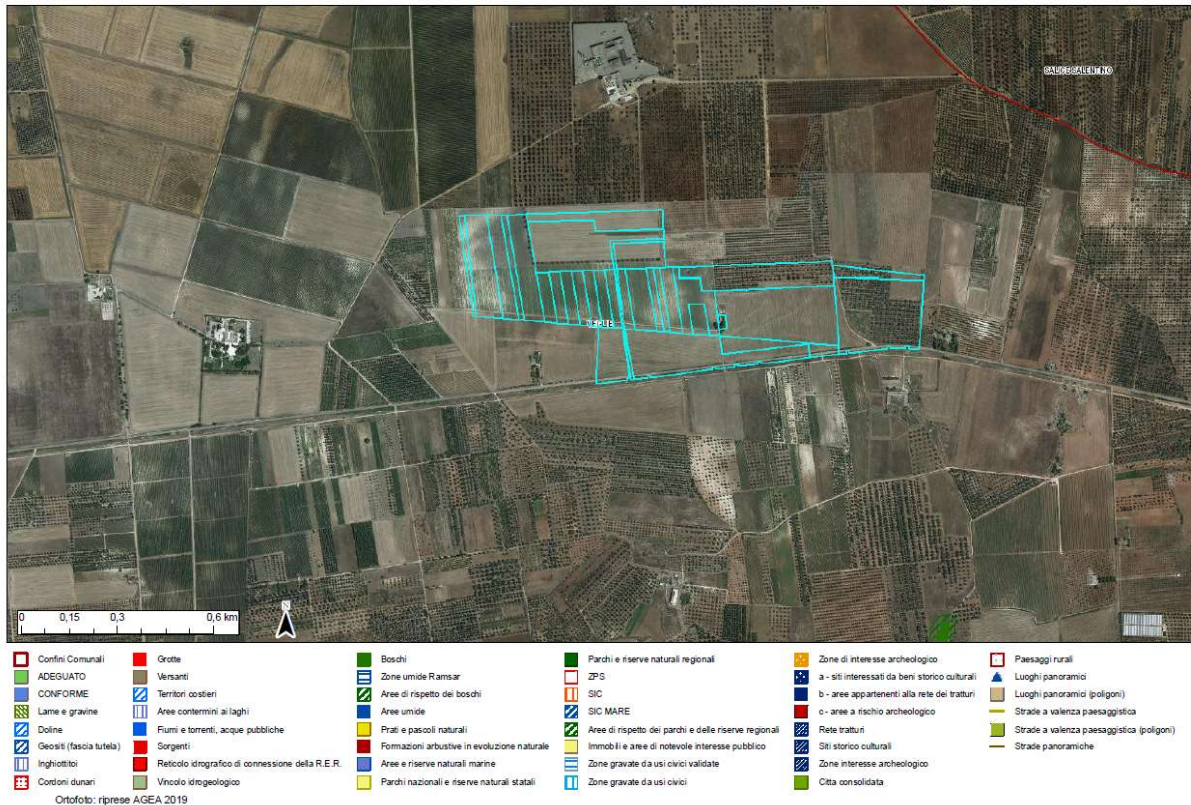 SALICE SALENTINO
0 0,15 0,3 0,6 km
N
Confini Comunali
ADEGUATO
CONFORME
Lame e gravine
Doline
Geositi (fascia tutela)
Inghiottitoi
Cordoni dunari
Grotte
Versanti
Territori costieri
Aree contermini ai laghi
Fiumi e torrenti, acque pubbliche
Sorgenti
Reticolo idrografico di connessione della R.E.R.
Vincolo idrogeologico
Boschi
Zone umide Ramsar
Aree di rispetto dei boschi
Aree umide
Prati e pascoli naturali
Formazioni arbustive in evoluzione naturale
Aree e riserve naturali marine
Parchi nazionali e riserve naturali statali
Parchi e riserve naturali regionali
ZPS
SIC
SIC MARE
Aree di rispetto dei parchi e delle riserve regionali
Immobili e aree di notevole interesse pubblico
Zone gravate da usi civici validate
Zone gravate da usi civici
Zone di interesse archeologico
a - siti interessati da beni storico culturali
b - aree appartenenti alla rete dei tratturi
c - aree a rischio archeologico
Rete tratturi
Siti storico culturali
Zone interesse archeologico
Citta consolidata
Paesaggi rurali
Luoghi panoramici
Luoghi panoramici (poligoni)
Strade a valenza paesaggistica
Strade a valenza paesaggistica (poligoni)
Strade panoramiche
Ortofoto: riprese AGEA 2019